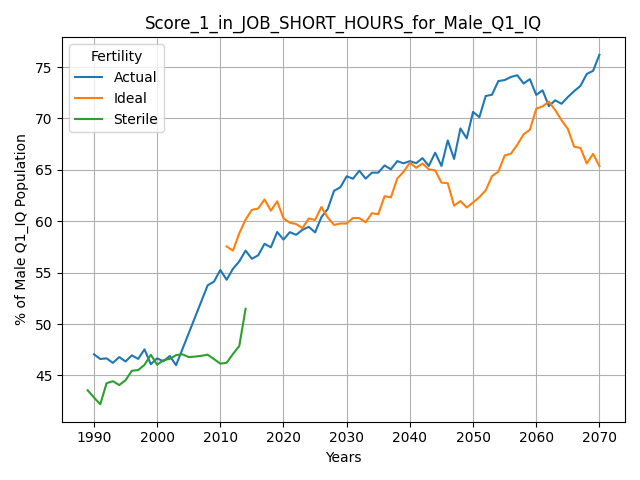 Score_1_in_JOB_SHORT_HOURS_for_Male_Q1_IQ
Fertility
Actual
Ideal
Sterile
% of Male Q1_IQ Population
75
70
65
60
55
50
45
1990
2000
2010
2020
2030
2040
2050
2060
2070
Years